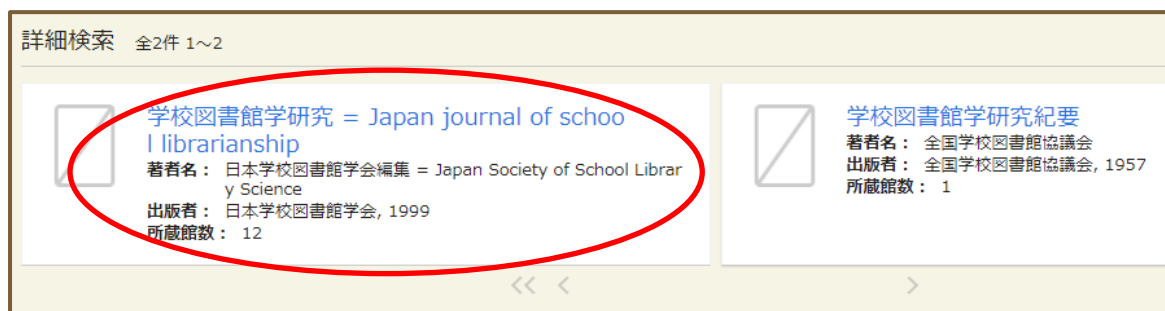 詳細検索 全2件 1～2
学校図書館学研究 = Japan journal of schoo
l librarianship
著者名： 日本学校図書館学会編集 = Japan Society of School Librar
y Science
出版者： 日本学校図書館学会, 1999
所蔵館数： 12
学校図書館学研究紀要
著者名： 全国学校図書館協議会
出版者： 全国学校図書館協議会, 1957
所蔵館数： 1